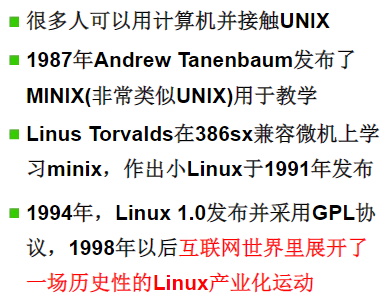 很多人可以用计算机并接触UNIX
1987年Andrew Tanenbaum发布了
MINIX(非常类似UNIX)用于教学
Linus Torvalds在386sx兼容微机上学
习minix，作出小Linux于1991年发布
1994年，Linux 1.0发布并采用GPL协
议，1998年以后互联网世界里展开了
一场历史性的Linux产业化运动